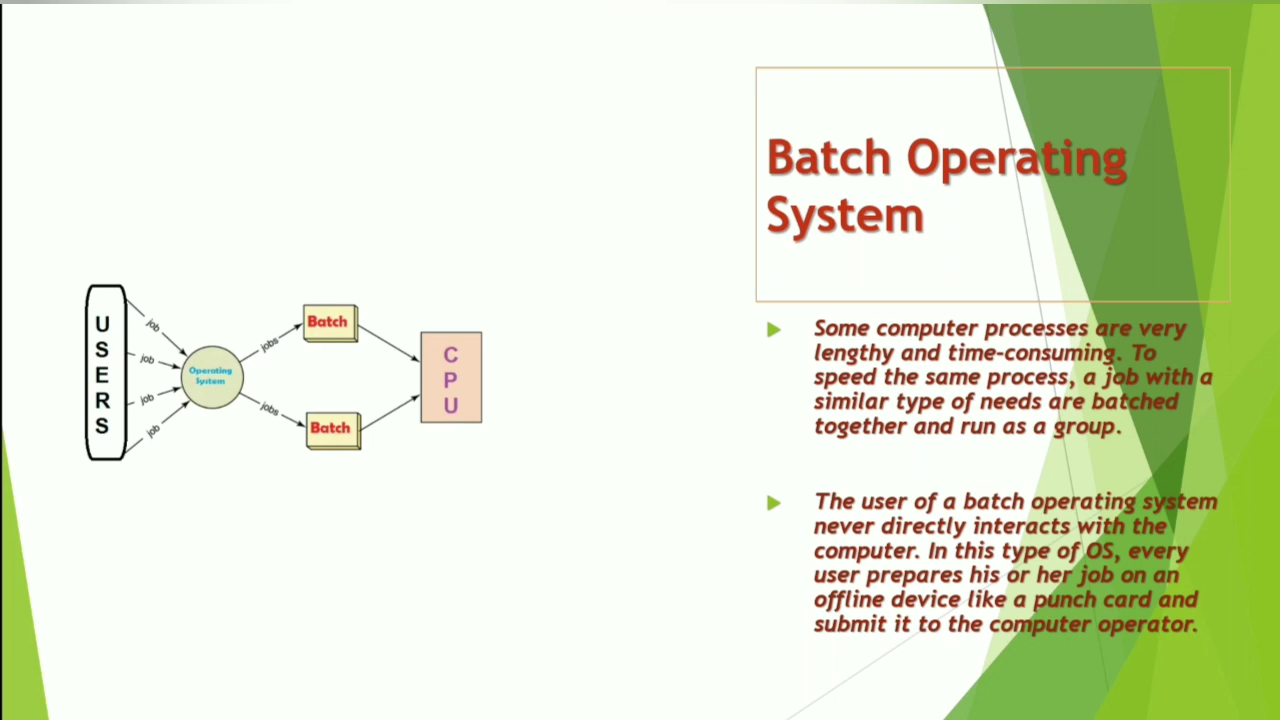 Batch Operating
System
USERS
job
job
job
job
Operating
System
jobs
jobs
Batch
Batch
CPU
Some computer processes are very
lengthy and time-consuming. To
speed the same process, a job with a
similar type of needs are batched
together and run as a group.
The user of a batch operating system
never directly interacts with the
computer. In this type of OS, every
user prepares his or her job on an
offline device like a punch card and
submit it to the computer operator.